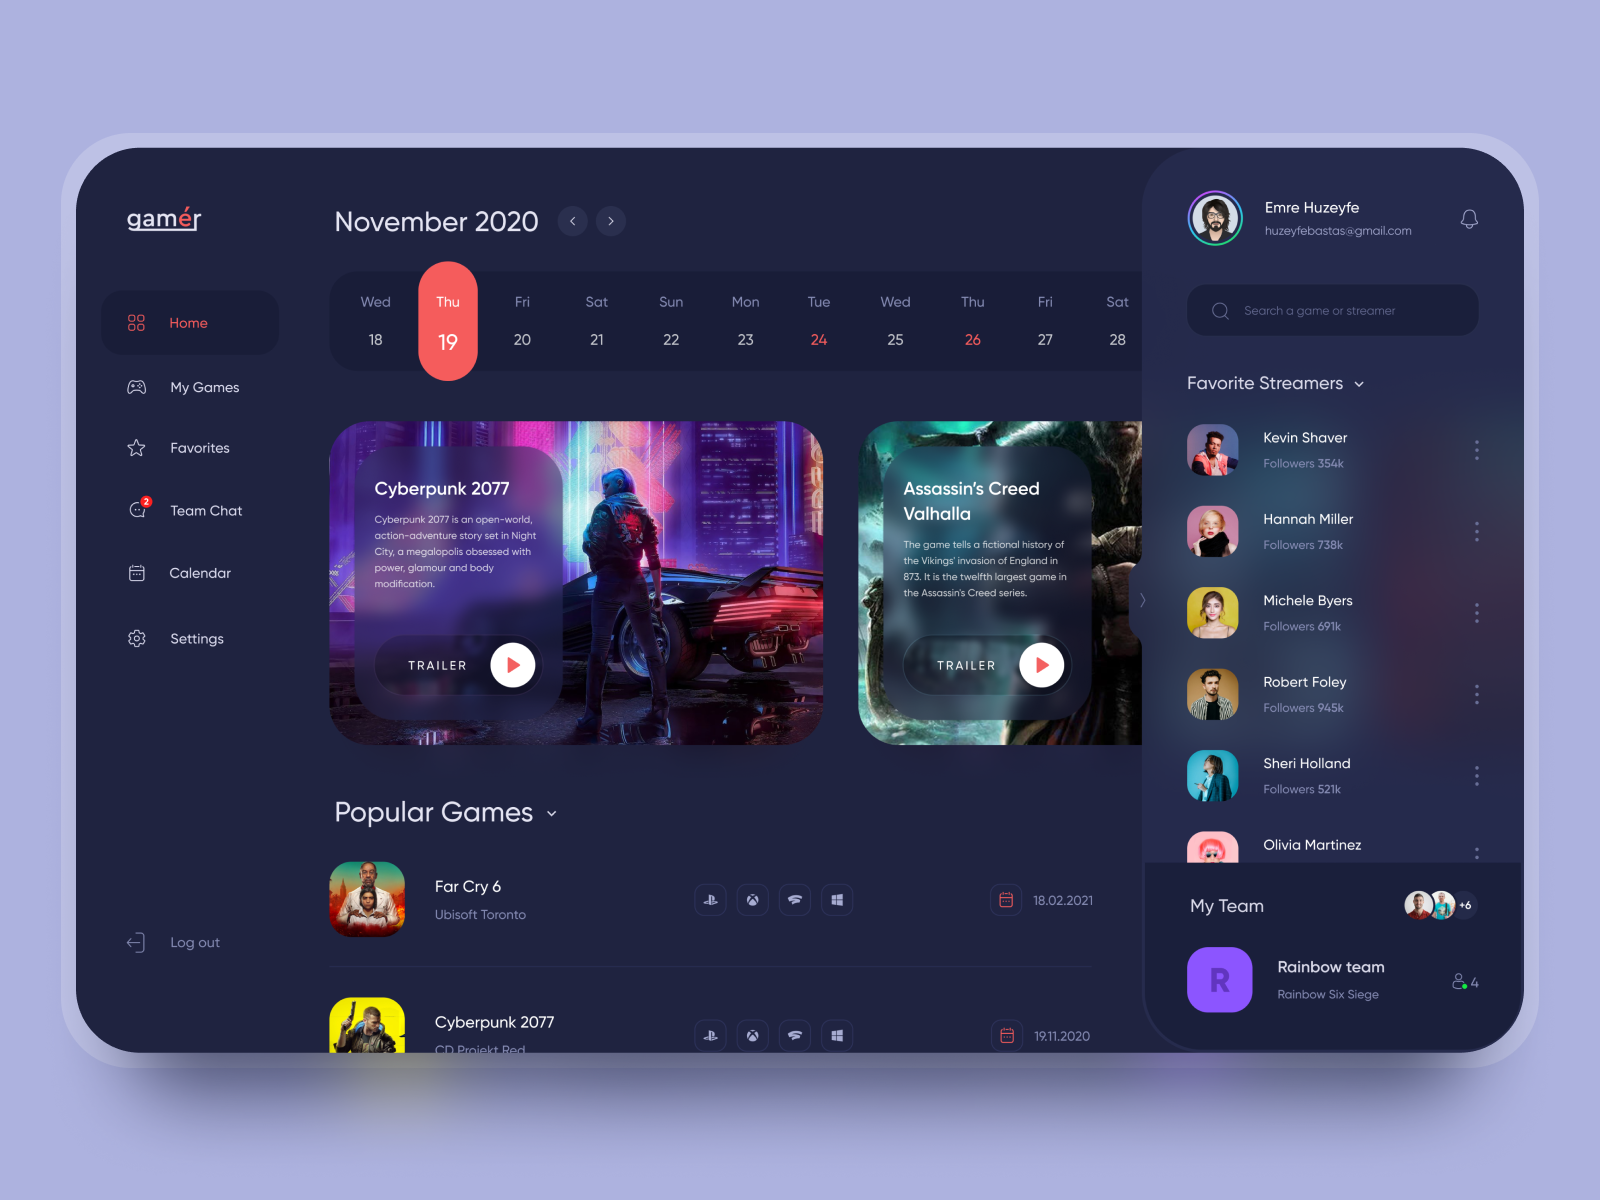 gamér
Home
My Games
Favorites
2
Team Chat
Calendar
Settings
Log out
November 2020
Wed Thu Fri Sat Sun Mon Tue Wed Thu Fri Sat
18 19 20 21 22 23 24 25 26 27 28
Cyberpunk 2077
Cyberpunk 2077 is an open-world,
action-adventure story set in Night
City, a megalopolis obsessed with
power, glamour and body
modification.
TRAILER
Assassin's Creed
Valhalla
The game tells a fictional history of
the Vikings' invasion of England in
873. It is the twelfth largest game in
the Assassin's Creed series.
TRAILER
Popular Games
Far Cry 6
Ubisoft Toronto
18.02.2021
Cyberpunk 2077
CD Projekt Red
19.11.2020
Emre Huzeyfe
huzeyfebastas@gmail.com
Search a game or streamer
Favorite Streamers
Kevin Shaver
Followers 354k
Hannah Miller
Followers 738k
Michele Byers
Followers 691k
Robert Foley
Followers 945k
Sheri Holland
Followers 521k
Olivia Martinez
My Team
+6
R
Rainbow team
Rainbow Six Siege
4